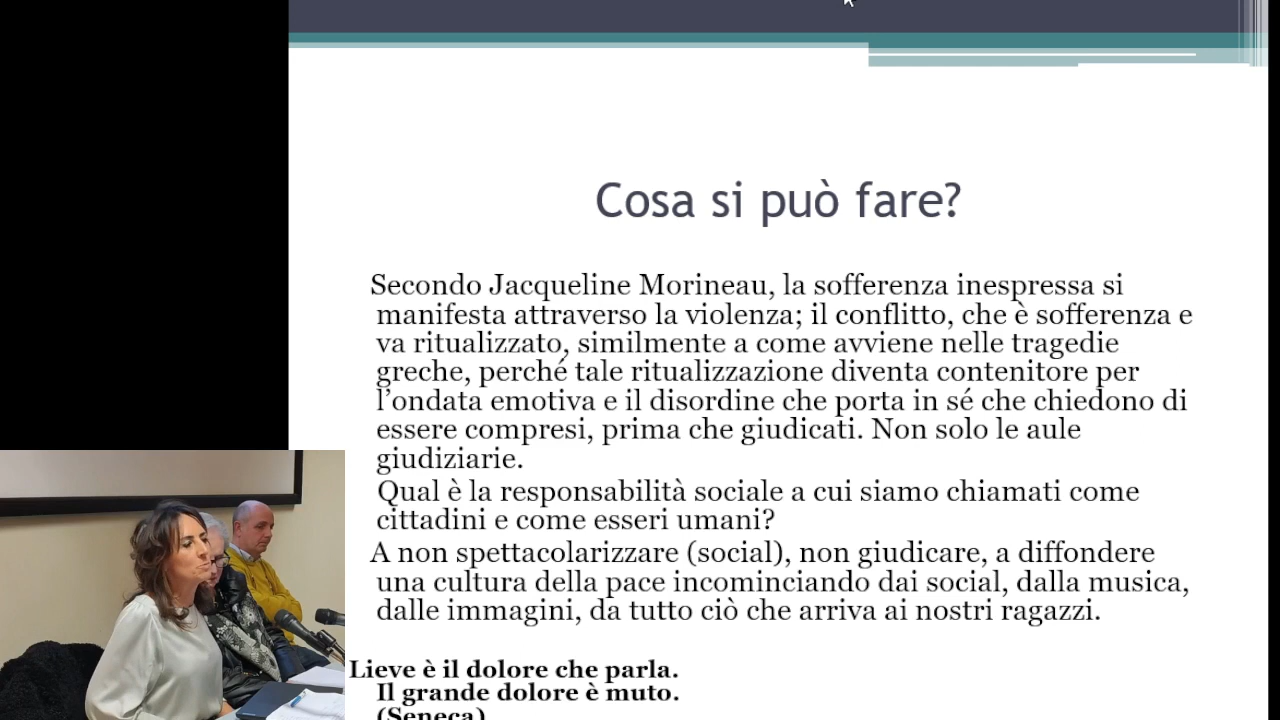 Cosa si può fare?
Secondo Jacqueline Morineau, la sofferenza inespressa si
manifesta attraverso la violenza; il conflitto, che è sofferenza e
va ritualizzato, similmente a come avviene nelle tragedie
greche, perché tale ritualizzazione diventa contenitore per
l'ondata emotiva e il disordine che porta in sé che chiedono di
essere compresi, prima che giudicati. Non solo le aule
giudiziarie.
Qual è la responsabilità sociale a cui siamo chiamati come
cittadini e come esseri umani?
A non spettacolarizzare (social), non giudicare, a diffondere
una cultura della pace incominciando dai social, dalla musica,
dalle immagini, da tutto ciò che arriva ai nostri ragazzi.
Lieve è il dolore che parla.
Il grande dolore è muto.
(Seneca)